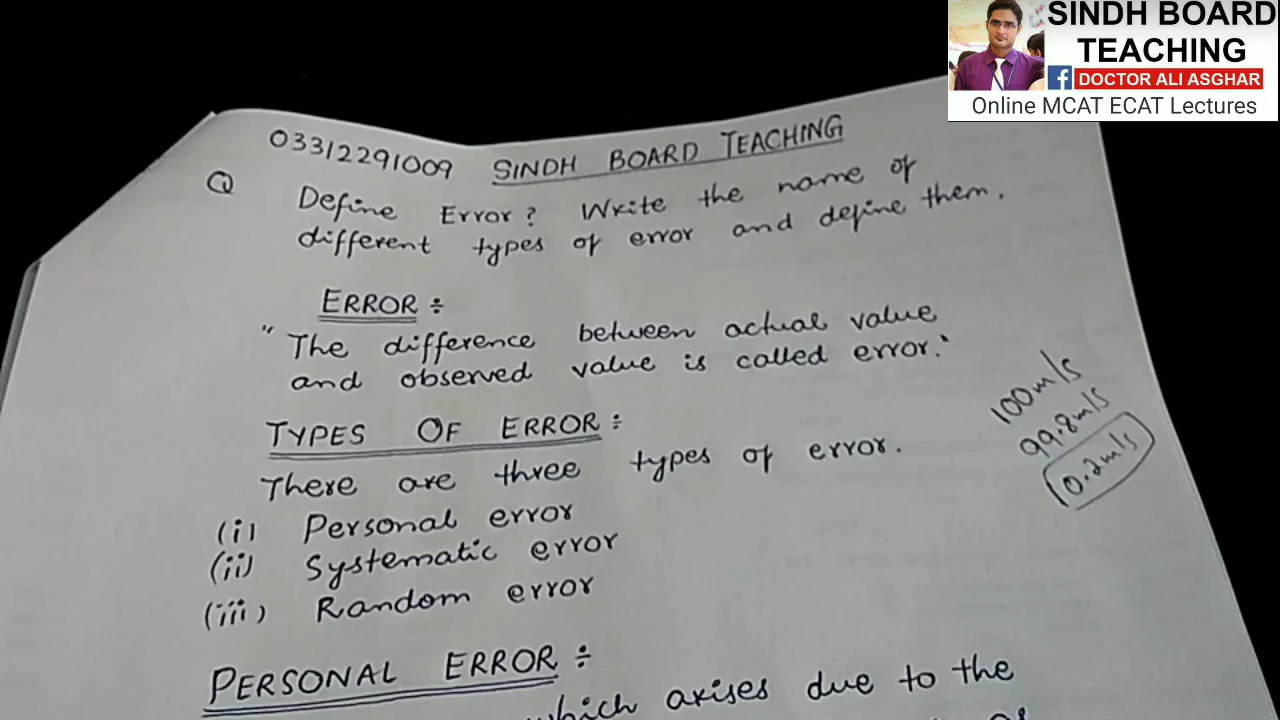 SINDH BOARD
TEACHING
f DOCTOR ALI ASGHAR
Online MCAT ECAT Lectures
03312291009 SINDH BOARD TEACHING
Q Define Error? Write the name of
different types of error and define them.
ERROR ÷
"The difference between actual value
and observed value is called error."
100m/s
99.8m/s
0.2m/s
TYPES OF ERROR ÷
There are three types of error.
(i) Personal error
(ii) Systematic error
(iii) Random error
PERSONAL ERROR ÷
which arises due to the